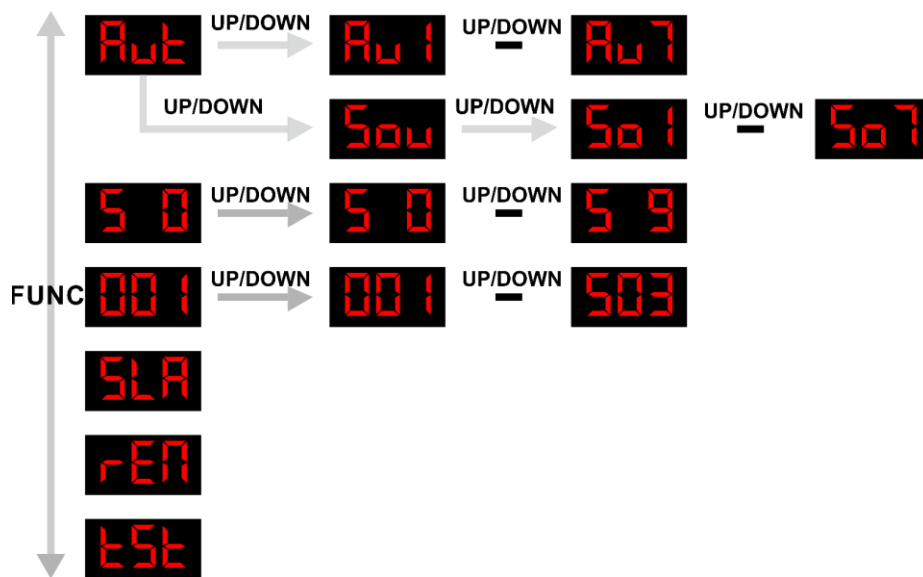 Aut UP/DOWN Au1 UP/DOWN Au7
UP/DOWN Sou UP/DOWN So1 UP/DOWN So7
S 0 UP/DOWN S 0 UP/DOWN S 9
FUNC 001 UP/DOWN 001 UP/DOWN 503
SLA
rEM
tSt